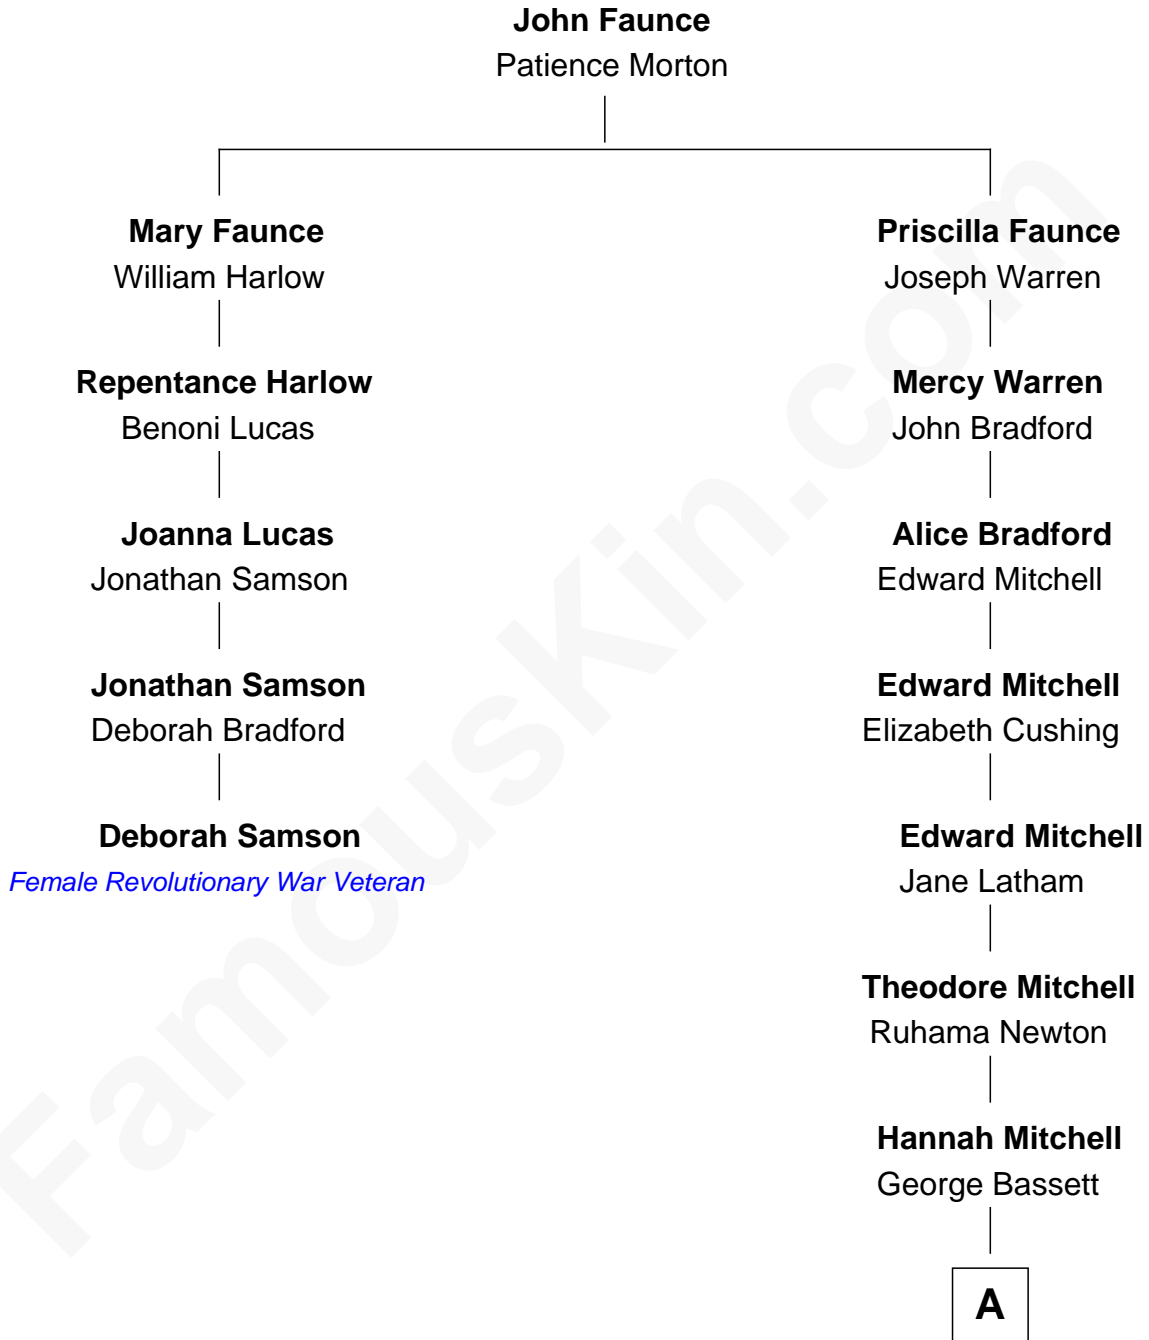 John Faunce
Patience Morton
Mary Faunce
William Harlow
Priscilla Faunce
Joseph Warren
Repentance Harlow
Benoni Lucas
Mercy Warren
John Bradford
Joanna Lucas
Jonathan Samson
Alice Bradford
Edward Mitchell
Jonathan Samson
Deborah Bradford
Edward Mitchell
Elizabeth Cushing
Deborah Samson
Female Revolutionary War Veteran
Edward Mitchell
Jane Latham
Theodore Mitchell
Ruhama Newton
Hannah Mitchell
George Bassett
A
FamousKin.com